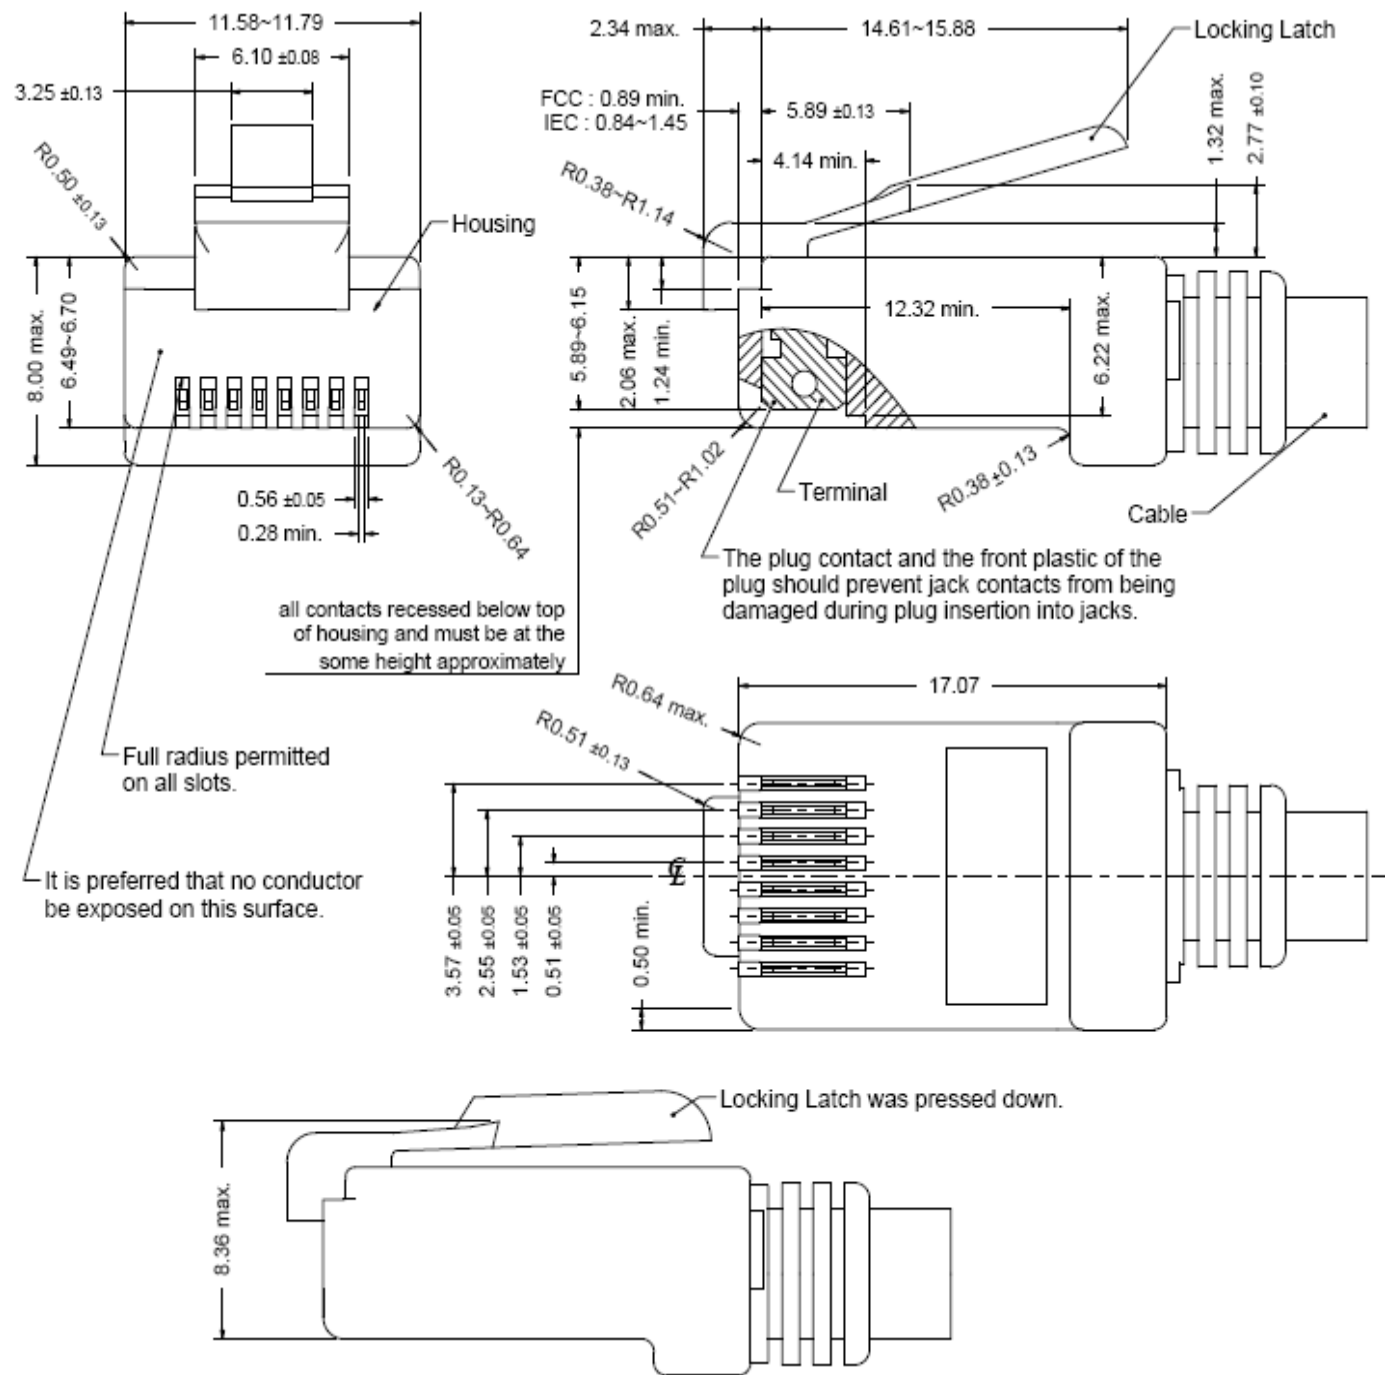 11.58~11.79
6.10 ±0.08
3.25 ±0.13
R0.50 ±0.13
Housing
8.00 max.
6.49~6.70
0.56 ±0.05
0.28 min.
R0.13~R0.64
all contacts recessed below top
of housing and must be at the
some height approximately
Full radius permitted
on all slots.
It is preferred that no conductor
be exposed on this surface.
2.34 max.
14.61~15.88
Locking Latch
FCC : 0.89 min.
IEC : 0.84~1.45
5.89 ±0.13
4.14 min.
1.32 max.
2.77 ±0.10
R0.38~R1.14
5.89~6.15
2.06 max.
1.24 min.
12.32 min.
6.22 max.
R0.51~R1.02
Terminal
R0.38±0.13
Cable
The plug contact and the front plastic of the
plug should prevent jack contacts from being
damaged during plug insertion into jacks.
17.07
R0.64 max.
R0.51 ±0.13
℄
3.57 ±0.05
2.55 ±0.05
1.53 ±0.05
0.51 ±0.05
0.50 min.
Locking Latch was pressed down.
8.36 max.